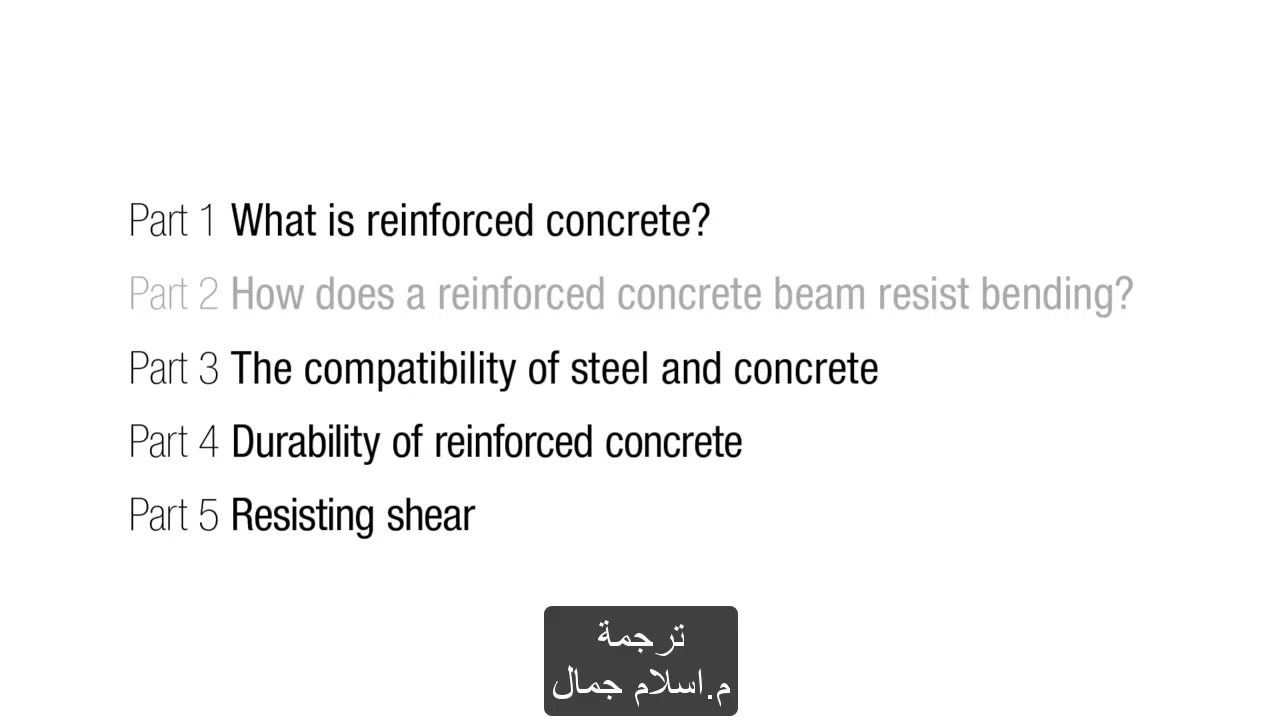 Part 1 What is reinforced concrete?
Part 2 How does a reinforced concrete beam resist bending?
Part 3 The compatibility of steel and concrete
Part 4 Durability of reinforced concrete
Part 5 Resisting shear
ترجمة
م.اسلام جمال